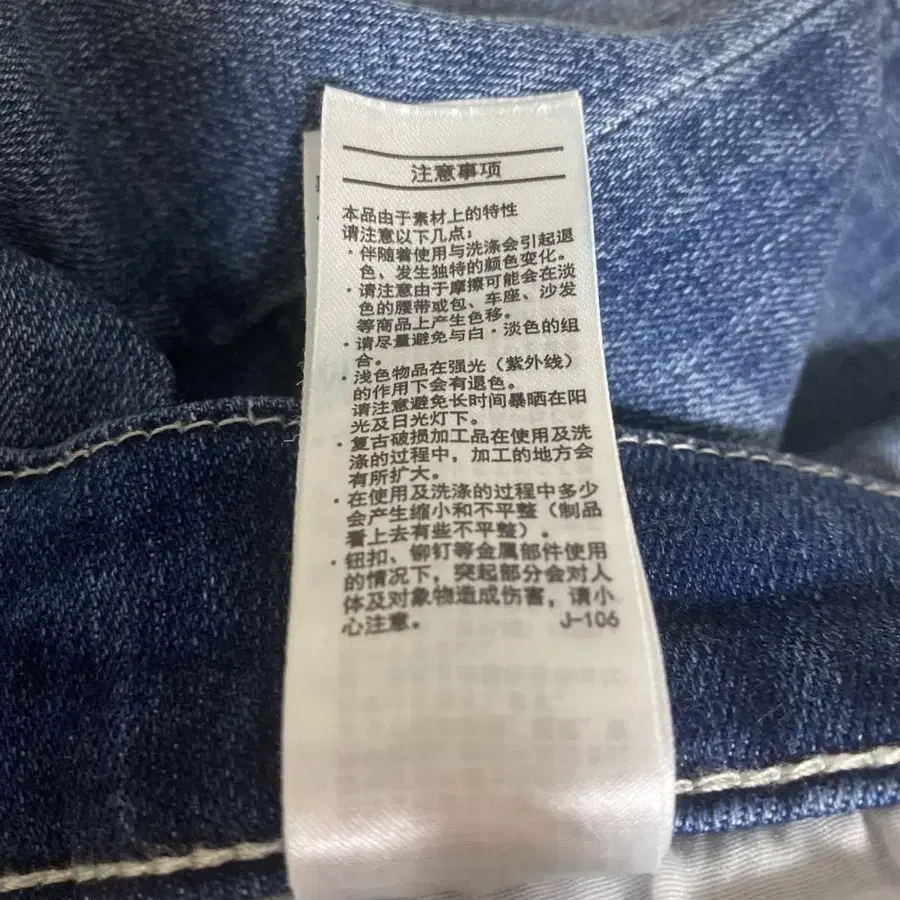 注意事项
本品由于素材上的特性
请注意以下几点：
·伴随着使用与洗涤会引起退
色、发生独特的颜色变化。
·请注意由于摩擦可能会在淡
色的腰带或包、车座、沙发
等商品上产生色移。
·请尽量避免与白·淡色的组
合。
·浅色物品在强光（紫外线）
的作用下会有退色。
请注意避免长时间暴晒在阳
光及日光灯下。
·复古破损加工品在使用及洗
涤的过程中，加工的地方会
有所扩大。
·在使用及洗涤的过程中多少
会产生缩小和不平整（制品
看上去有些不平整）。
·钮扣、铆钉等金属部件使用
的情况下，突起部分会对人
体及对象物造成伤害，请小
心注意。 J-106